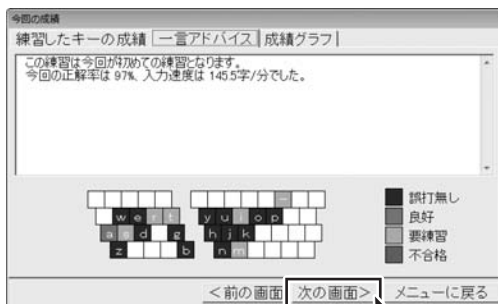 今回の成績
練習したキーの成績 一言アドバイス 成績グラフ
この練習は今回が初めての練習となります。
今回の正解率は 97%、入力速度は 145.5字/分でした。
w e r t y u i o p
a s d g h j k
z b n m
誤打無し
良好
要練習
不合格
<前の画面 次の画面> メニューに戻る